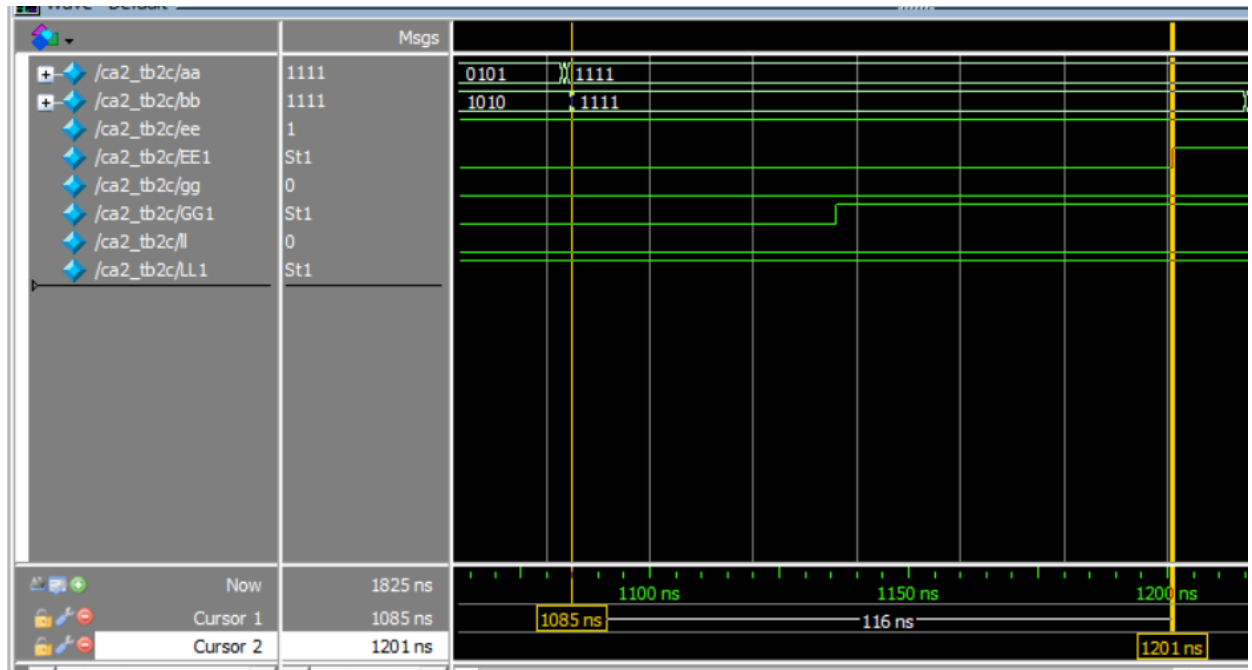 Wave - Default
Msgs
/ca2_tb2c/aa 1111 0101 1111
/ca2_tb2c/bb 1111 1010 1111
/ca2_tb2c/ee 1
/ca2_tb2c/EE1 St1
/ca2_tb2c/gg 0
/ca2_tb2c/GG1 St1
/ca2_tb2c/ll 0
/ca2_tb2c/LL1 St1
Now 1825 ns 1100 ns 1150 ns 1200 ns
Cursor 1 1085 ns 1085 ns 116 ns
Cursor 2 1201 ns 1201 ns